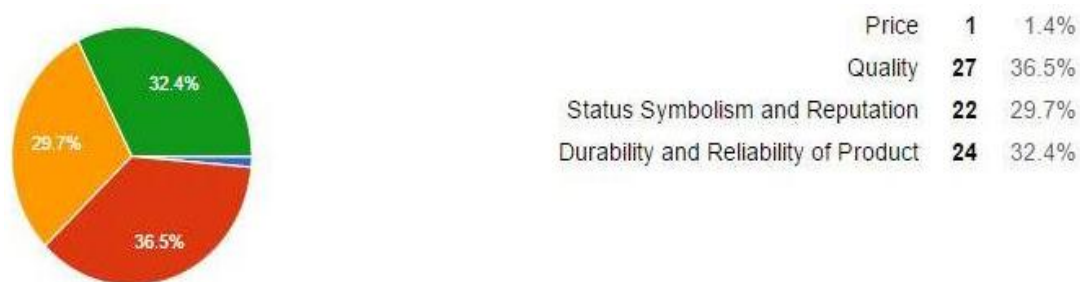 32.4%
29.7%
36.5%
Price 1 1.4%
Quality 27 36.5%
Status Symbolism and Reputation 22 29.7%
Durability and Reliability of Product 24 32.4%